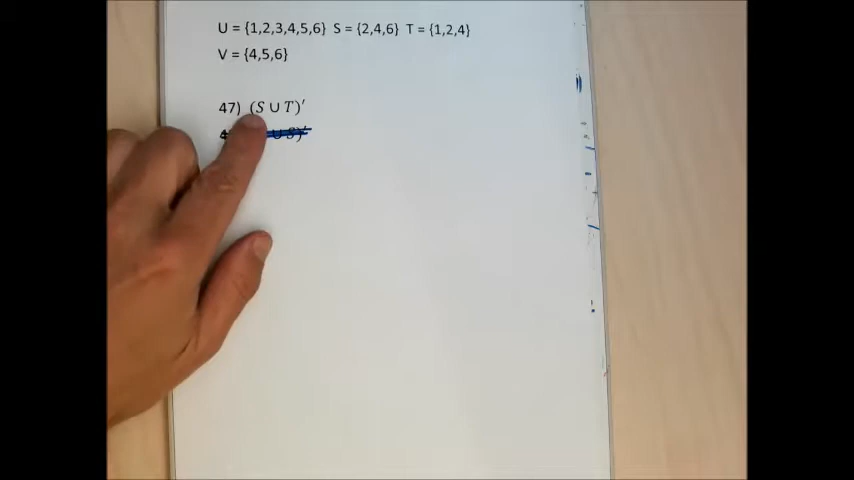 U = {1,2,3,4,5,6} S = {2,4,6} T = {1,2,4}
V = {4,5,6}
47) (S ∪ T)′
∪ S)′